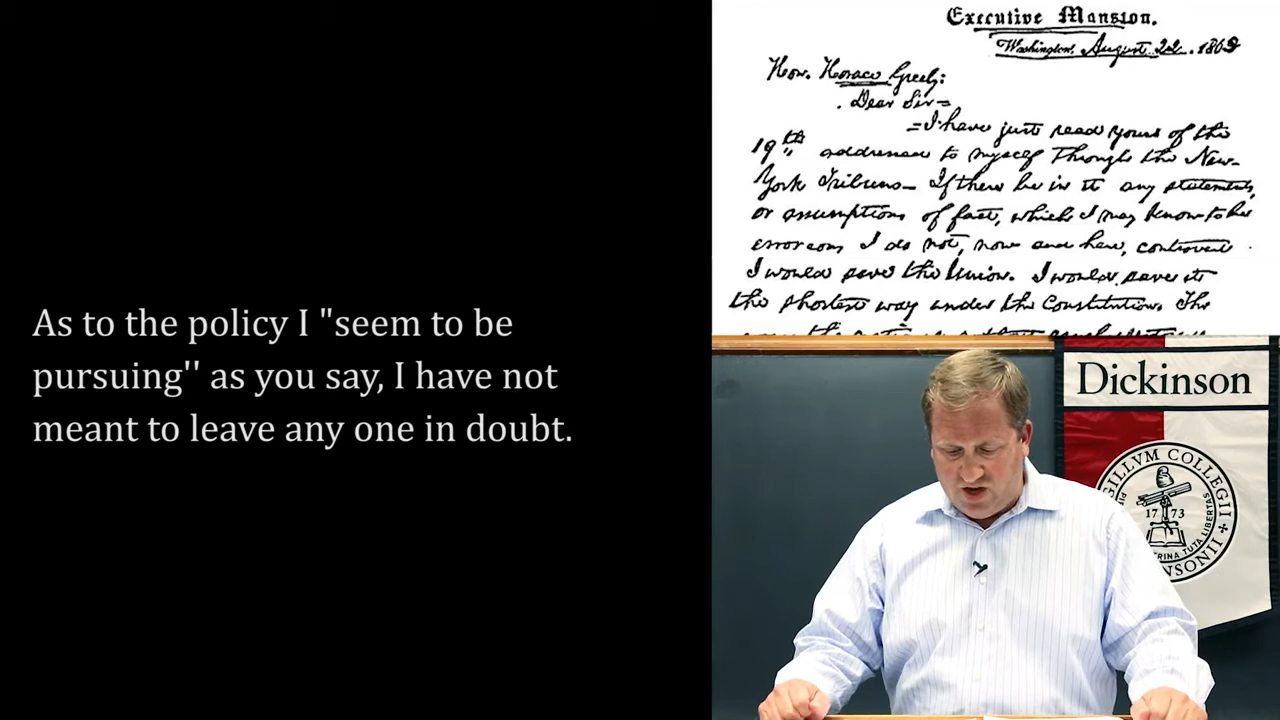 As to the policy I "seem to be
pursuing'' as you say, I have not
meant to leave any one in doubt.
Executive Mansion.
Washington, August 22, 1862
Hon. Horace Greely:
Dear Sir=
=I have just read yours of the
19th addressed to myself through the New-
York Tribune— If there be in it any statements,
or assumptions of fact, which I may know to be
erroneous I do not, now and here, controvert
I would save the Union. I would save it
the shortest way under the Constitution. The
Dickinson
SIGILLVM COLLEGII
1773
TRINA TUTA LIBERTAS
NSONII